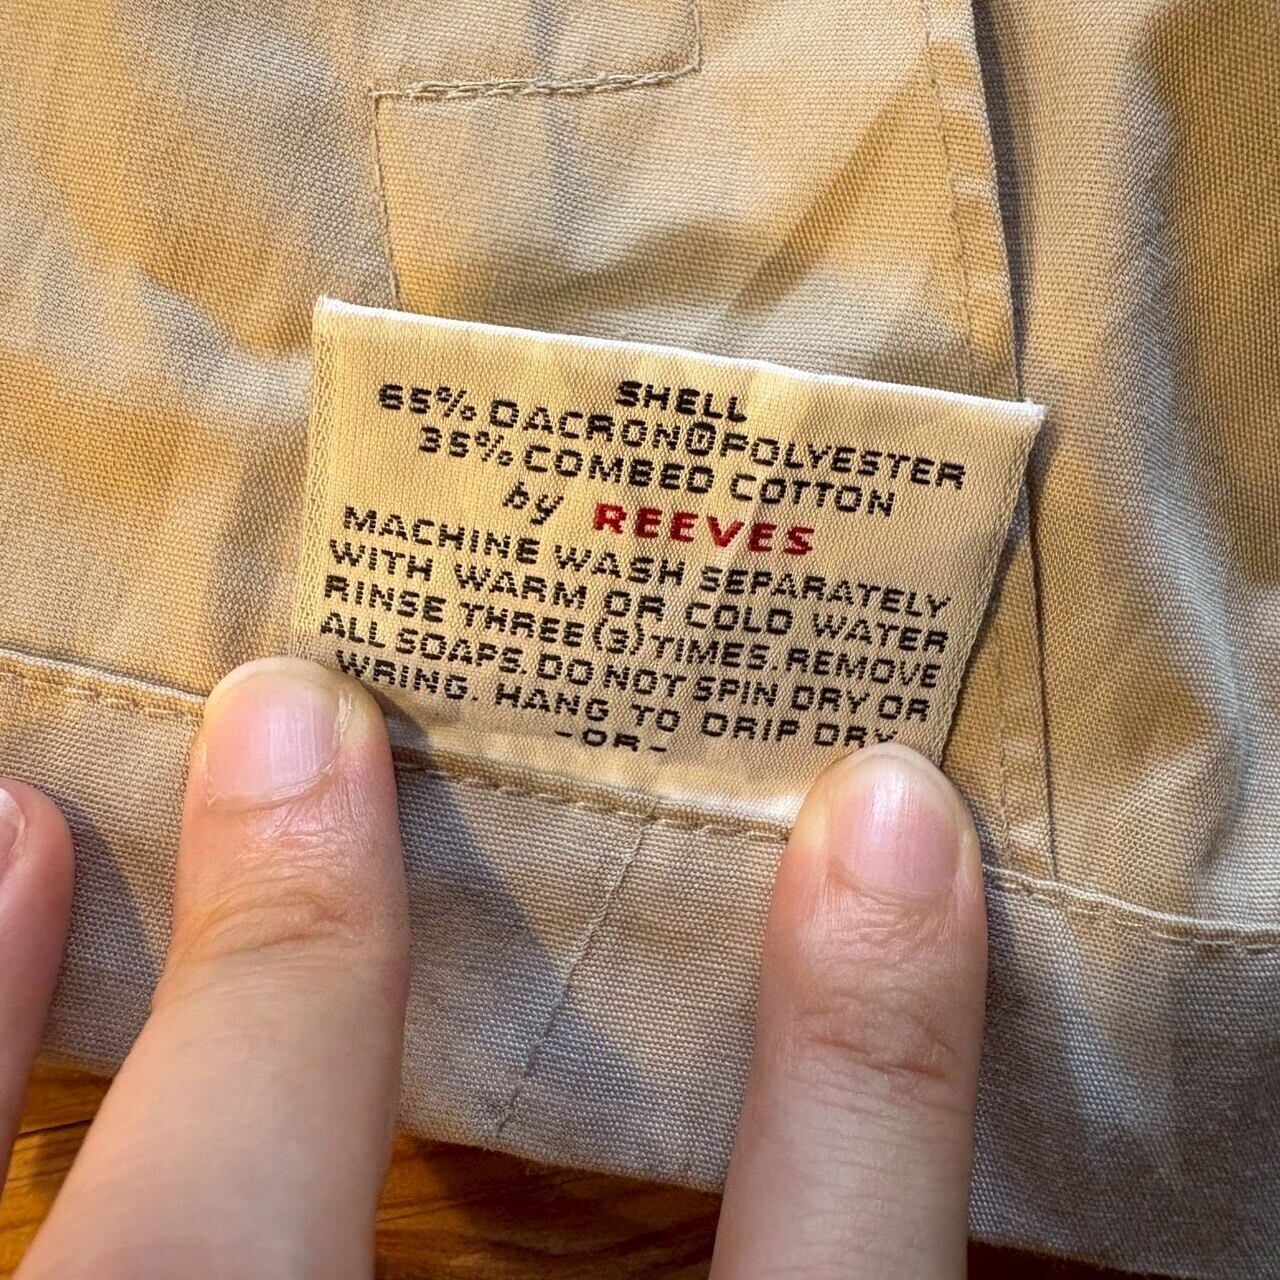 SHELL
65% DACRON®POLYESTER
35% COMBED COTTON
by REEVES
MACHINE WASH SEPARATELY
WITH WARM OR COLD WATER
RINSE THREE (3) TIMES. REMOVE
ALL SOAPS. DO NOT SPIN DRY OR
WRING. HANG TO DRIP DRY
-OR-